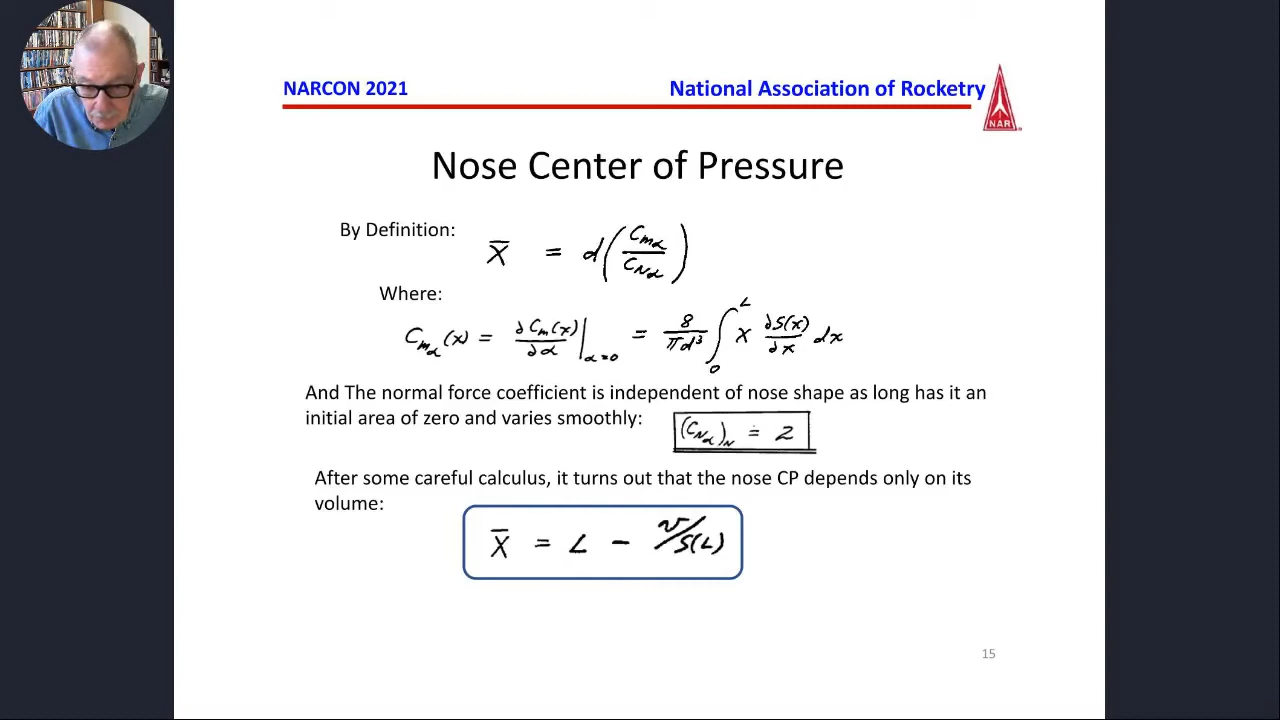 NARCON 2021
National Association of Rocketry
NAR
Nose Center of Pressure
By Definition:
X̄ = d(C_mα/C_Nα)
Where:
C_mα(x) = ∂C_m(x)/∂α |α=0 = 8/πd³ ∫₀ᴸ x ∂S(x)/∂x dx
And The normal force coefficient is independent of nose shape as long has it an
initial area of zero and varies smoothly:
(C_Nα)_N = 2
After some careful calculus, it turns out that the nose CP depends only on its
volume:
X̄ = L − V/S(L)
15